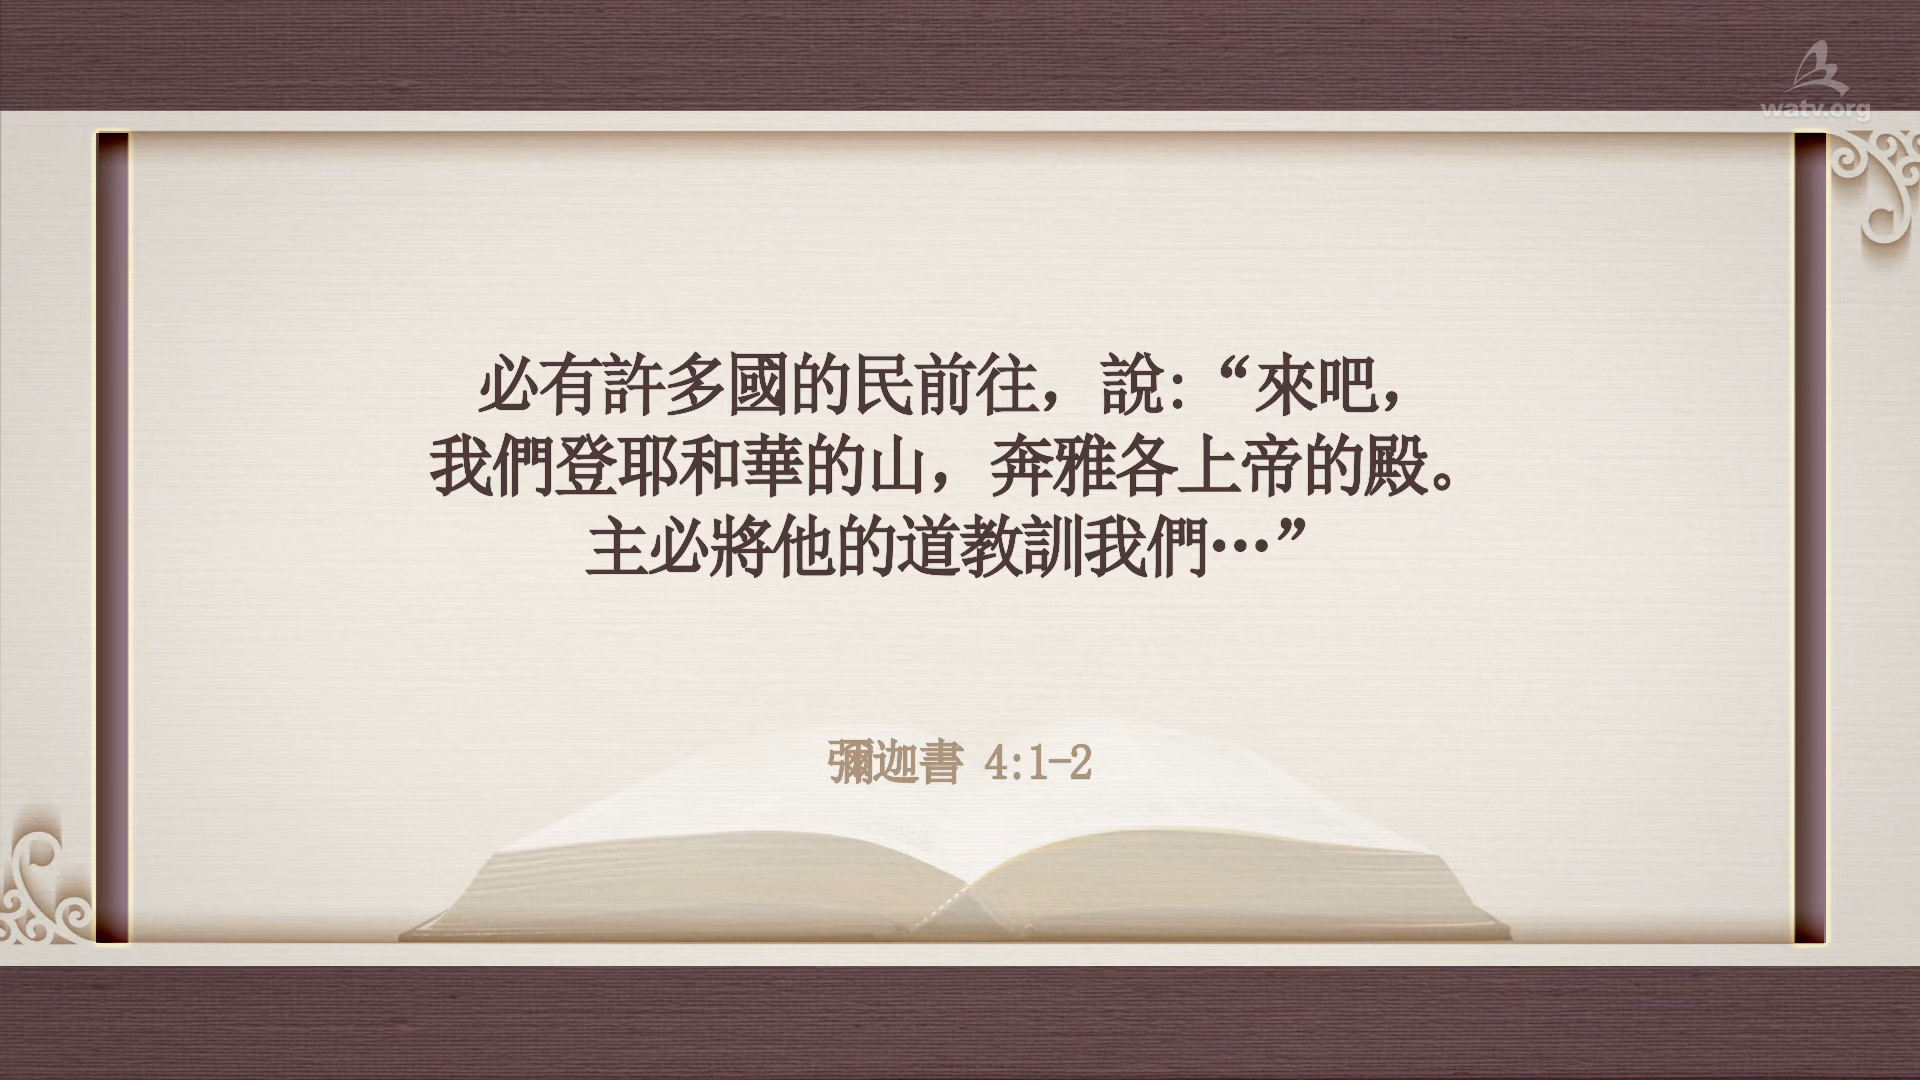 watv.org
必有許多國的民前往，說:“來吧，
我們登耶和華的山，奔雅各上帝的殿。
主必將他的道教訓我們…”
彌迦書 4:1-2